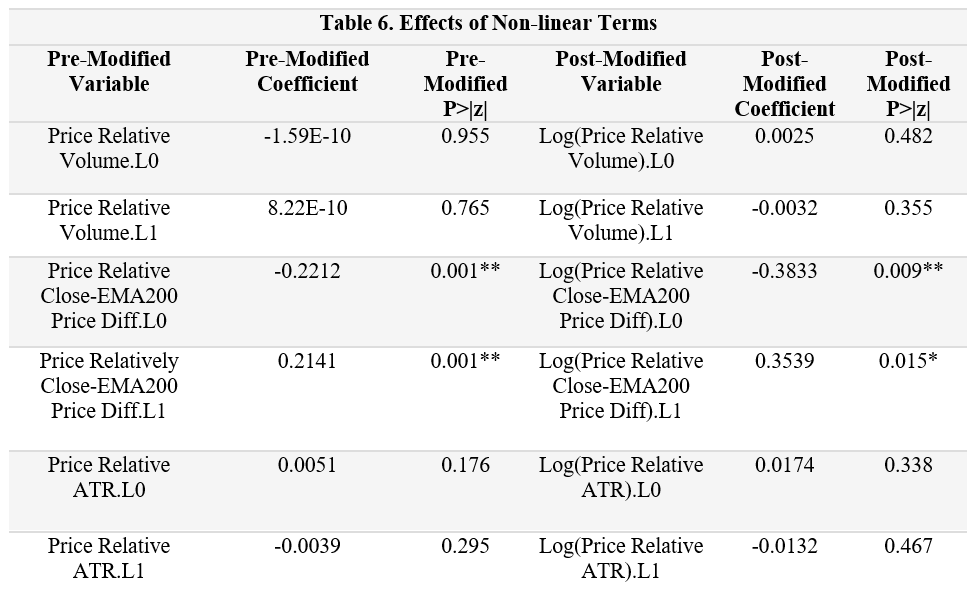 Table 6. Effects of Non-linear Terms
Pre-Modified Variable Pre-Modified Coefficient Pre-Modified P>|z| Post-Modified Variable Post-Modified Coefficient Post-Modified P>|z|
Price Relative Volume.L0 -1.59E-10 0.955 Log(Price Relative Volume).L0 0.0025 0.482
Price Relative Volume.L1 8.22E-10 0.765 Log(Price Relative Volume).L1 -0.0032 0.355
Price Relative Close-EMA200 Price Diff.L0 -0.2212 0.001** Log(Price Relative Close-EMA200 Price Diff).L0 -0.3833 0.009**
Price Relatively Close-EMA200 Price Diff.L1 0.2141 0.001** Log(Price Relative Close-EMA200 Price Diff).L1 0.3539 0.015*
Price Relative ATR.L0 0.0051 0.176 Log(Price Relative ATR).L0 0.0174 0.338
Price Relative ATR.L1 -0.0039 0.295 Log(Price Relative ATR).L1 -0.0132 0.467